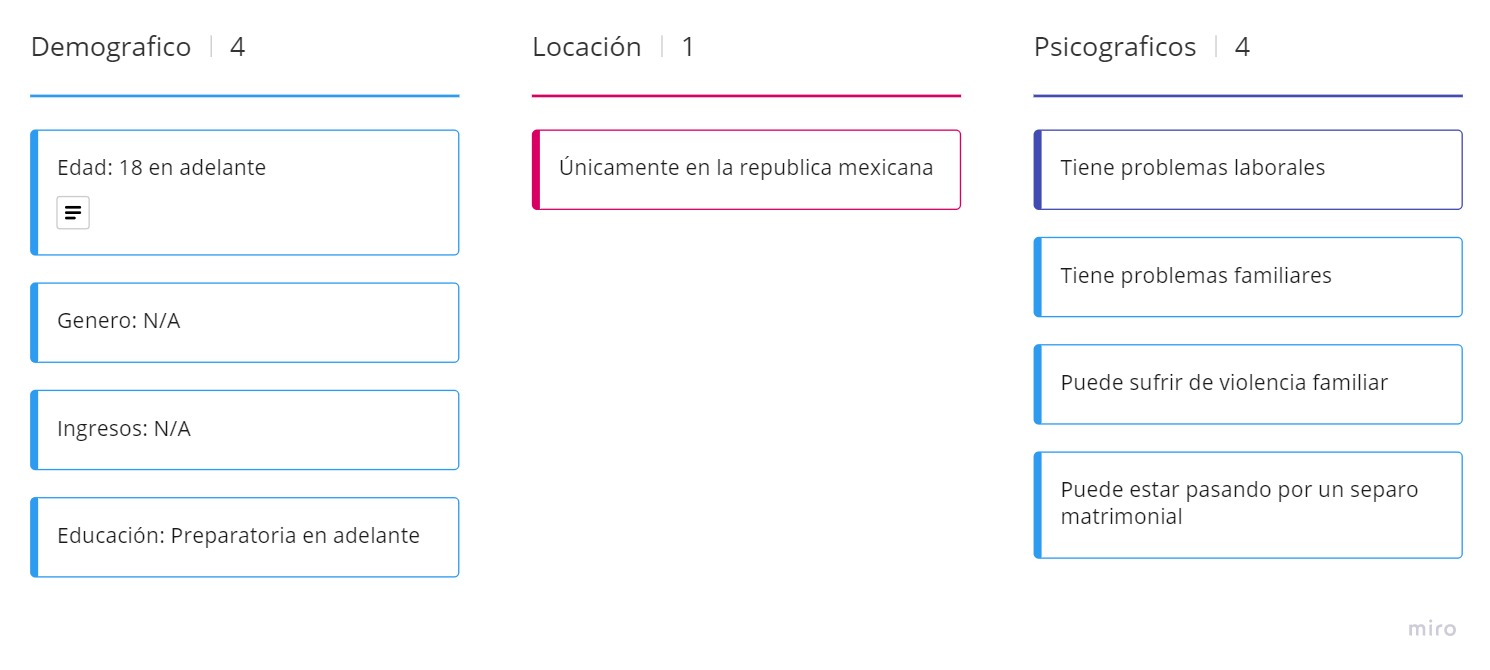 Demografico | 4
Edad: 18 en adelante
Genero: N/A
Ingresos: N/A
Educación: Preparatoria en adelante
Locación | 1
Únicamente en la republica mexicana
Psicograficos | 4
Tiene problemas laborales
Tiene problemas familiares
Puede sufrir de violencia familiar
Puede estar pasando por un separo
matrimonial
miro